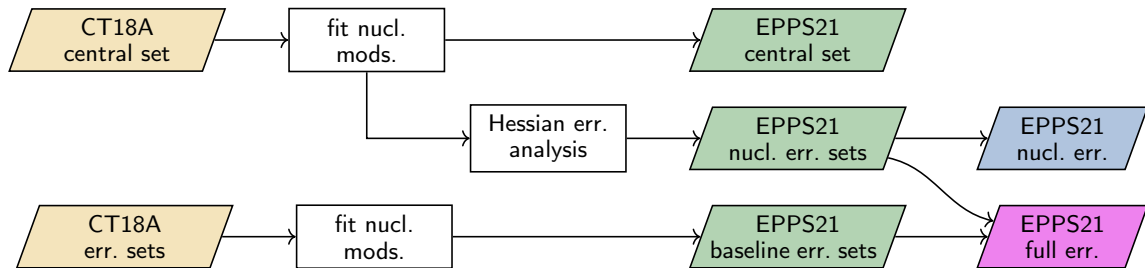 CT18A
central set
fit nucl.
mods.
EPPS21
central set
Hessian err.
analysis
EPPS21
nucl. err. sets
EPPS21
nucl. err.
CT18A
err. sets
fit nucl.
mods.
EPPS21
baseline err. sets
EPPS21
full err.